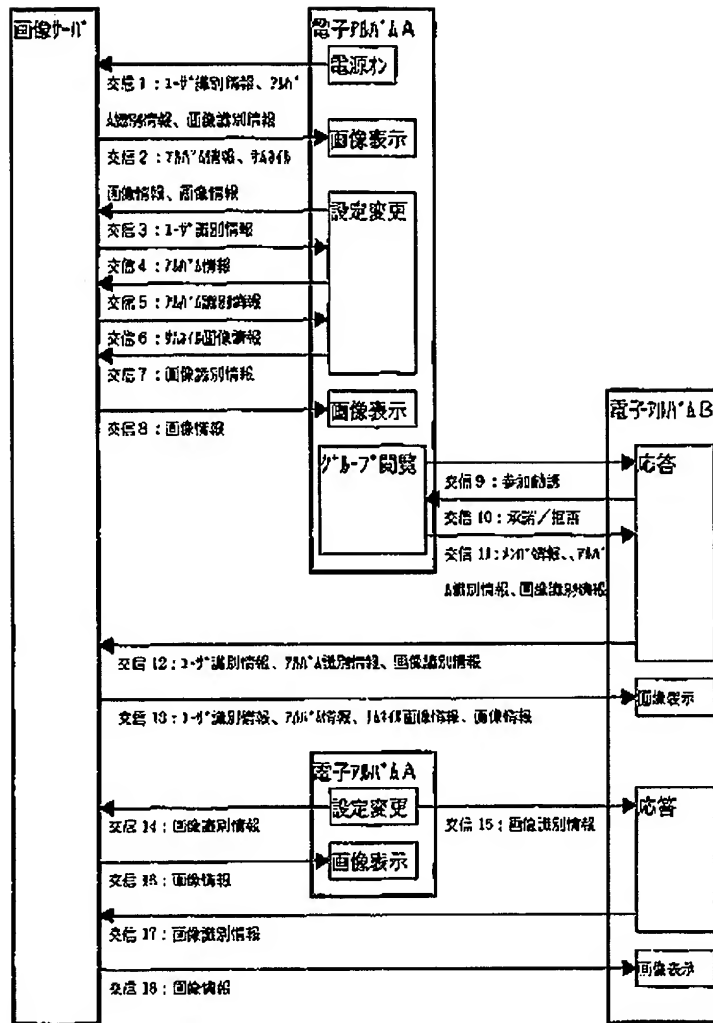 画像ｻｰﾊﾞ
電子ｱﾙﾊﾞﾑA
電源オン
交信1：ﾕｰｻﾞ識別情報、ｱﾙﾊﾞ
ﾑ識別情報、画像識別情報
画像表示
交信2：ｱﾙﾊﾞﾑ情報、ｻﾑﾈｲﾙ
画像情報、画像情報
設定変更
交信3：ﾕｰｻﾞ識別情報
交信4：ｱﾙﾊﾞﾑ情報
交信5：ｱﾙﾊﾞﾑ識別情報
交信6：ｻﾑﾈｲﾙ画像情報
交信7：画像識別情報
画像表示
交信8：画像情報
電子ｱﾙﾊﾞﾑB
ｸﾞﾙｰﾌﾟ閲覧
応答
交信9：参加勧誘
交信10：承諾／拒否
交信11：ﾒﾝﾊﾞ情報、、ｱﾙﾊﾞ
ﾑ識別情報、画像識別情報
交信12：ﾕｰｻﾞ識別情報、ｱﾙﾊﾞﾑ識別情報、画像識別情報
画像表示
交信13：ﾕｰｻﾞ識別情報、ｱﾙﾊﾞﾑ情報、ｻﾑﾈｲﾙ画像情報、画像情報
電子ｱﾙﾊﾞﾑA
設定変更
応答
交信14：画像識別情報
交信15：画像識別情報
画像表示
交信16：画像情報
交信17：画像識別情報
画像表示
交信18：画像情報